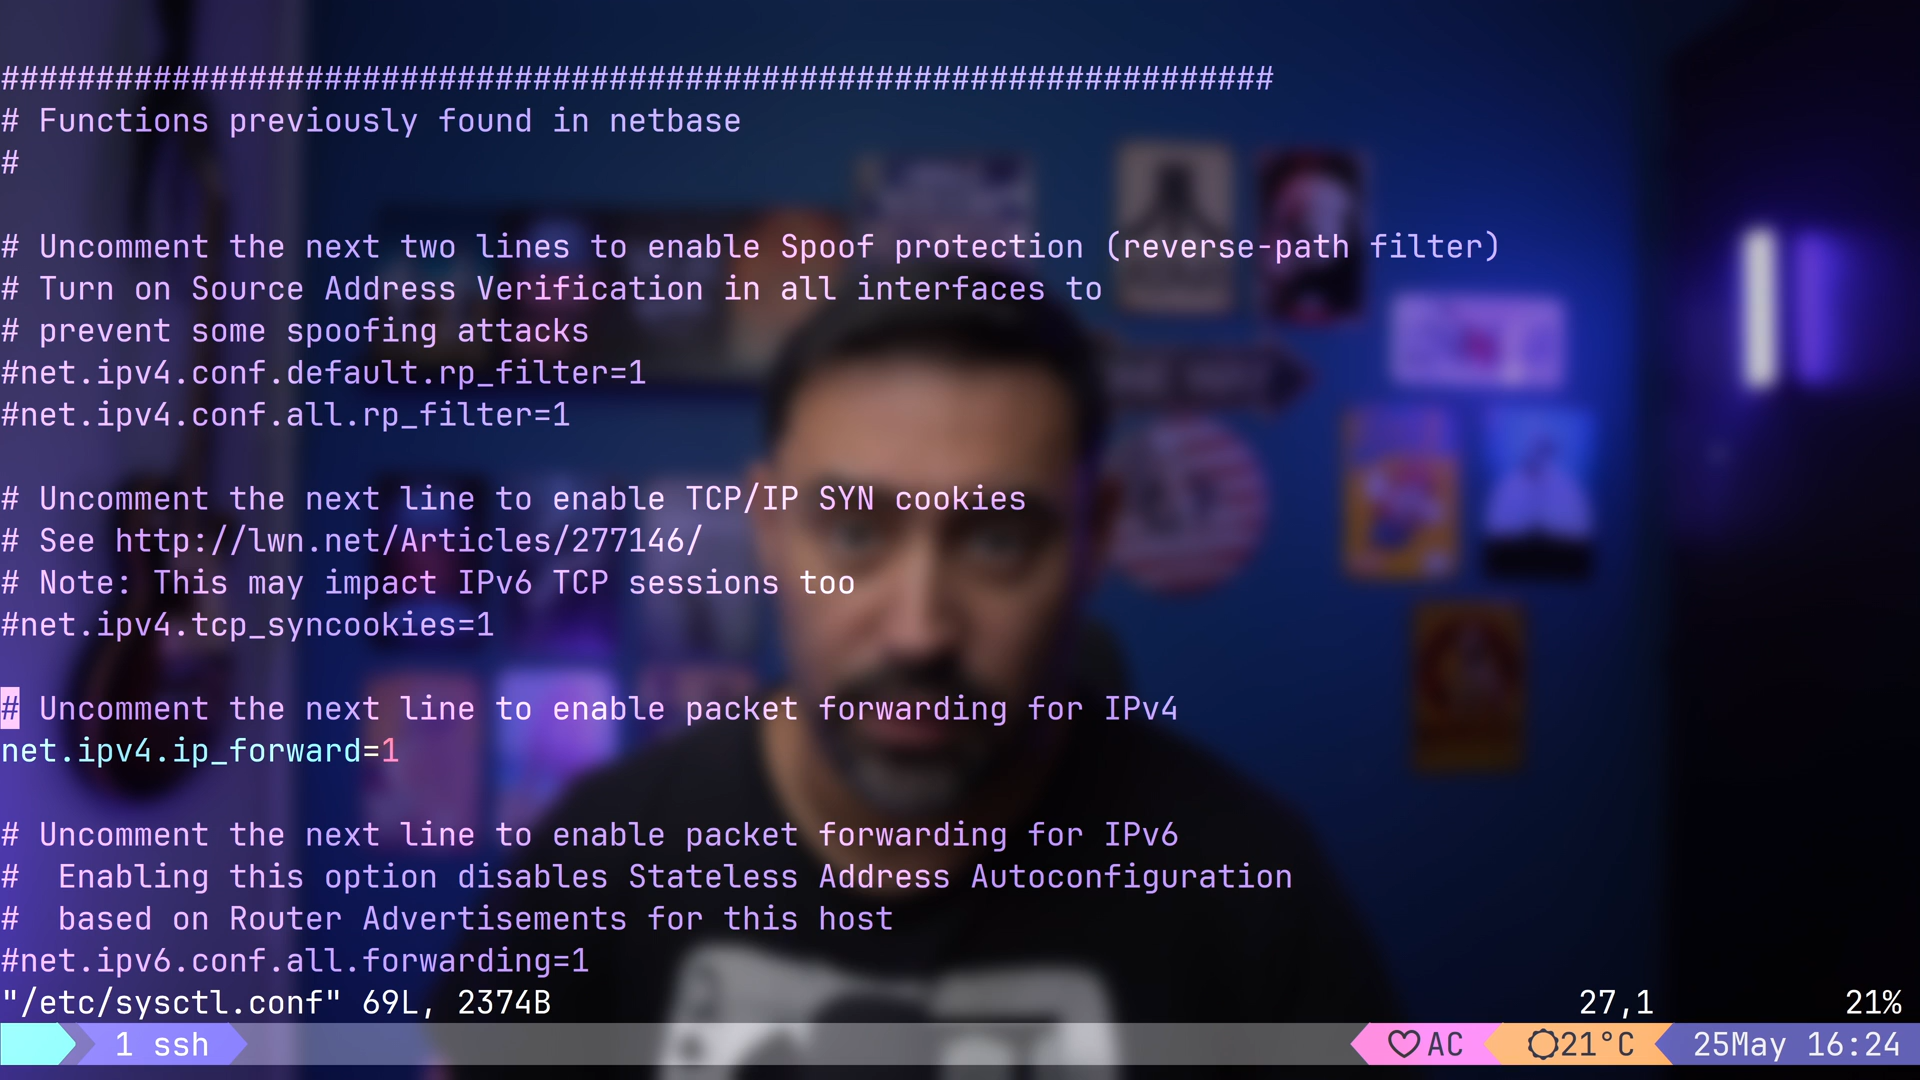 ###################################################################
# Functions previously found in netbase
#
# Uncomment the next two lines to enable Spoof protection (reverse-path filter)
# Turn on Source Address Verification in all interfaces to
# prevent some spoofing attacks
#net.ipv4.conf.default.rp_filter=1
#net.ipv4.conf.all.rp_filter=1
# Uncomment the next line to enable TCP/IP SYN cookies
# See http://lwn.net/Articles/277146/
# Note: This may impact IPv6 TCP sessions too
#net.ipv4.tcp_syncookies=1
# Uncomment the next line to enable packet forwarding for IPv4
net.ipv4.ip_forward=1
# Uncomment the next line to enable packet forwarding for IPv6
#  Enabling this option disables Stateless Address Autoconfiguration
#  based on Router Advertisements for this host
#net.ipv6.conf.all.forwarding=1
"/etc/sysctl.conf" 69L, 2374B 27,1 21%
1 ssh AC 21°C 25May 16:24